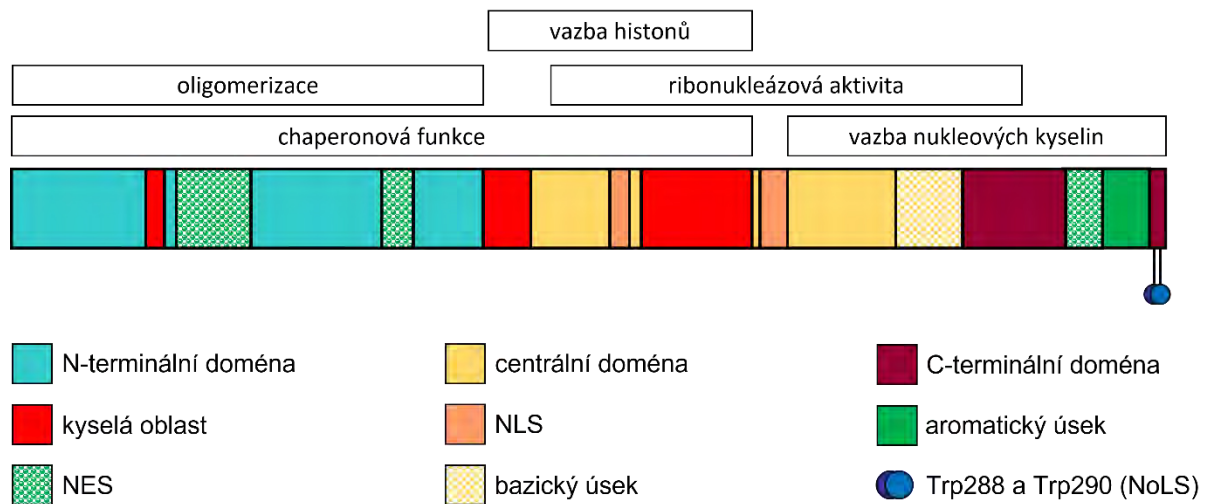 vazba histonů
oligomerizace
ribonukleázová aktivita
chaperonová funkce
vazba nukleových kyselin
N-terminální doména
centrální doména
C-terminální doména
kyselá oblast
NLS
aromatický úsek
NES
bazický úsek
Trp288 a Trp290 (NoLS)